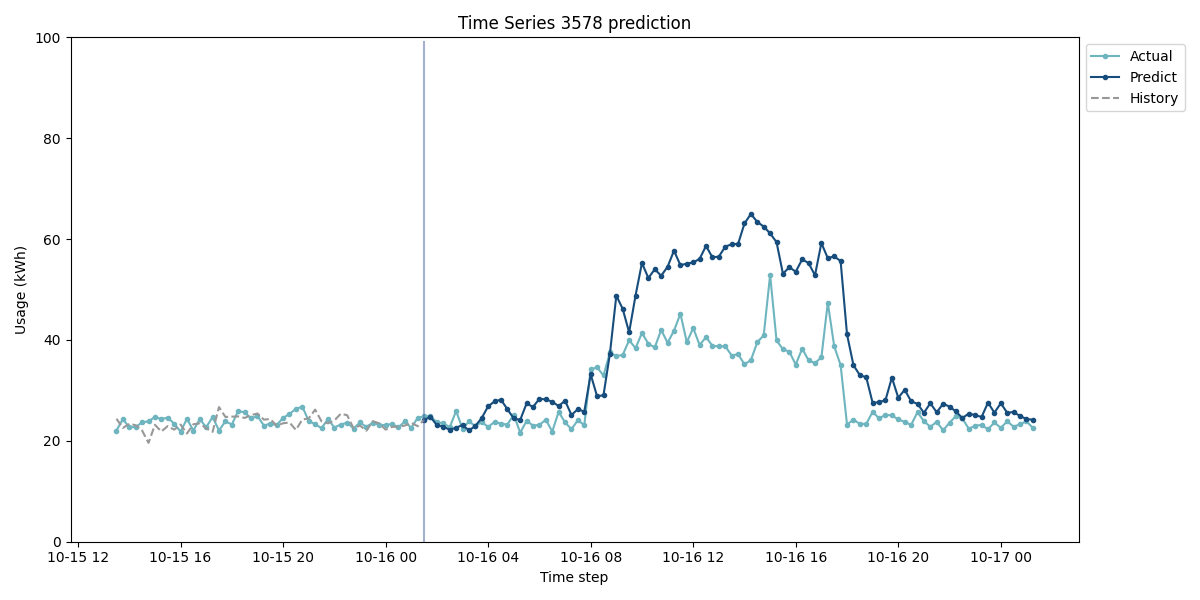 Time Series 3578 prediction
100
80
60
40
20
0
Usage (kWh)
10-15 12
10-15 16
10-15 20
10-16 00
10-16 04
10-16 08
10-16 12
10-16 16
10-16 20
10-17 00
Time step
Actual
Predict
History